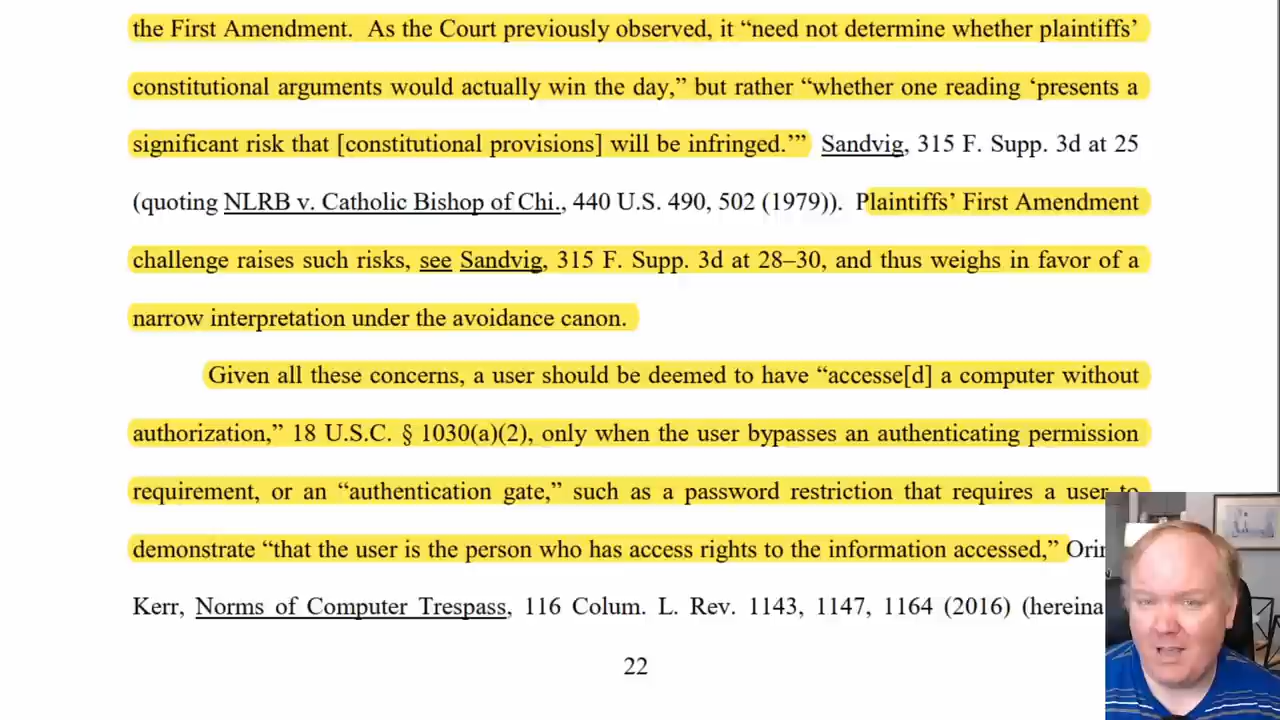 the First Amendment. As the Court previously observed, it “need not determine whether plaintiffs’
constitutional arguments would actually win the day,” but rather “whether one reading ‘presents a
significant risk that [constitutional provisions] will be infringed.’” Sandvig, 315 F. Supp. 3d at 25
(quoting NLRB v. Catholic Bishop of Chi., 440 U.S. 490, 502 (1979)). Plaintiffs’ First Amendment
challenge raises such risks, see Sandvig, 315 F. Supp. 3d at 28–30, and thus weighs in favor of a
narrow interpretation under the avoidance canon.
Given all these concerns, a user should be deemed to have “accesse[d] a computer without
authorization,” 18 U.S.C. § 1030(a)(2), only when the user bypasses an authenticating permission
requirement, or an “authentication gate,” such as a password restriction that requires a user to
demonstrate “that the user is the person who has access rights to the information accessed,”
Kerr, Norms of Computer Trespass, 116 Colum. L. Rev. 1143, 1147, 1164 (2016)
22